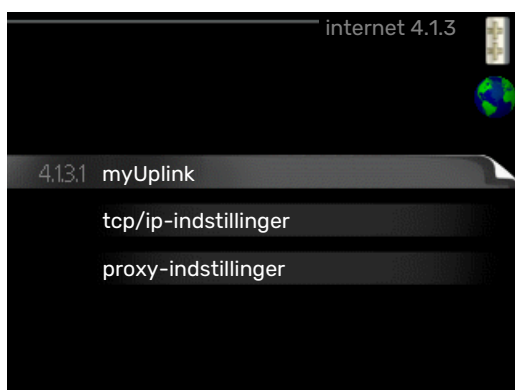 internet 4.1.3
4.1.3.1 myUplink
tcp/ip-indstillinger
proxy-indstillinger